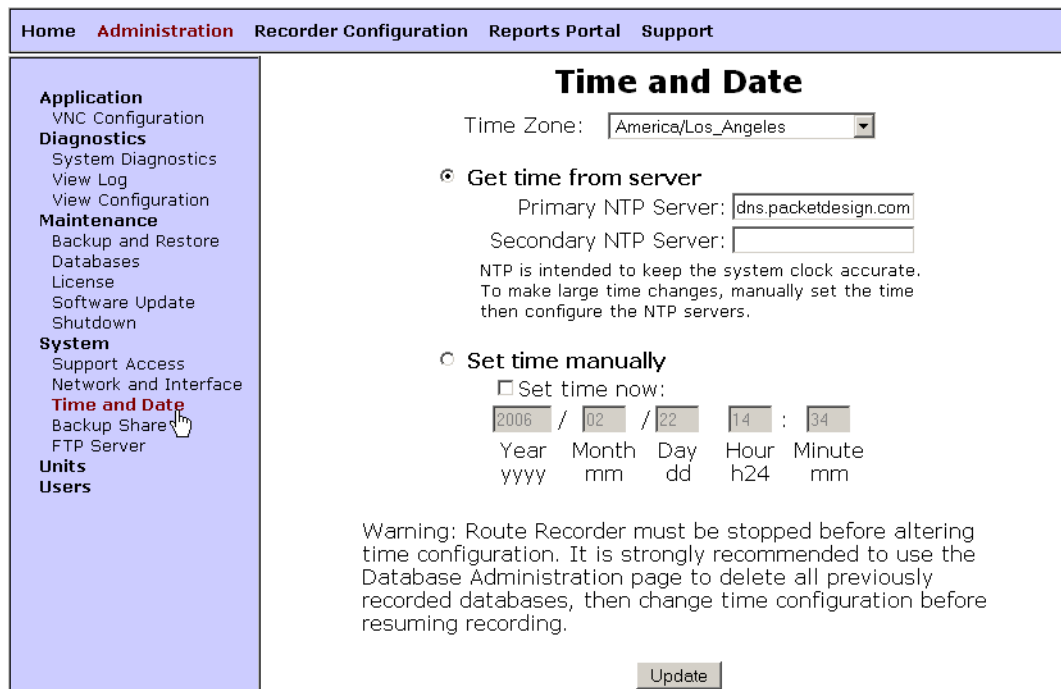 Home Administration Recorder Configuration Reports Portal Support
Application
VNC Configuration
Diagnostics
System Diagnostics
View Log
View Configuration
Maintenance
Backup and Restore
Databases
License
Software Update
Shutdown
System
Support Access
Network and Interface
Time and Date
Backup Share
FTP Server
Units
Users
Time and Date
Time Zone: America/Los_Angeles
Get time from server
Primary NTP Server: dns.packetdesign.com
Secondary NTP Server:
NTP is intended to keep the system clock accurate.
To make large time changes, manually set the time
then configure the NTP servers.
Set time manually
Set time now:
2006 / 02 / 22 14 : 34
Year Month Day Hour Minute
yyyy mm dd h24 mm
Warning: Route Recorder must be stopped before altering
time configuration. It is strongly recommended to use the
Database Administration page to delete all previously
recorded databases, then change time configuration before
resuming recording.
Update